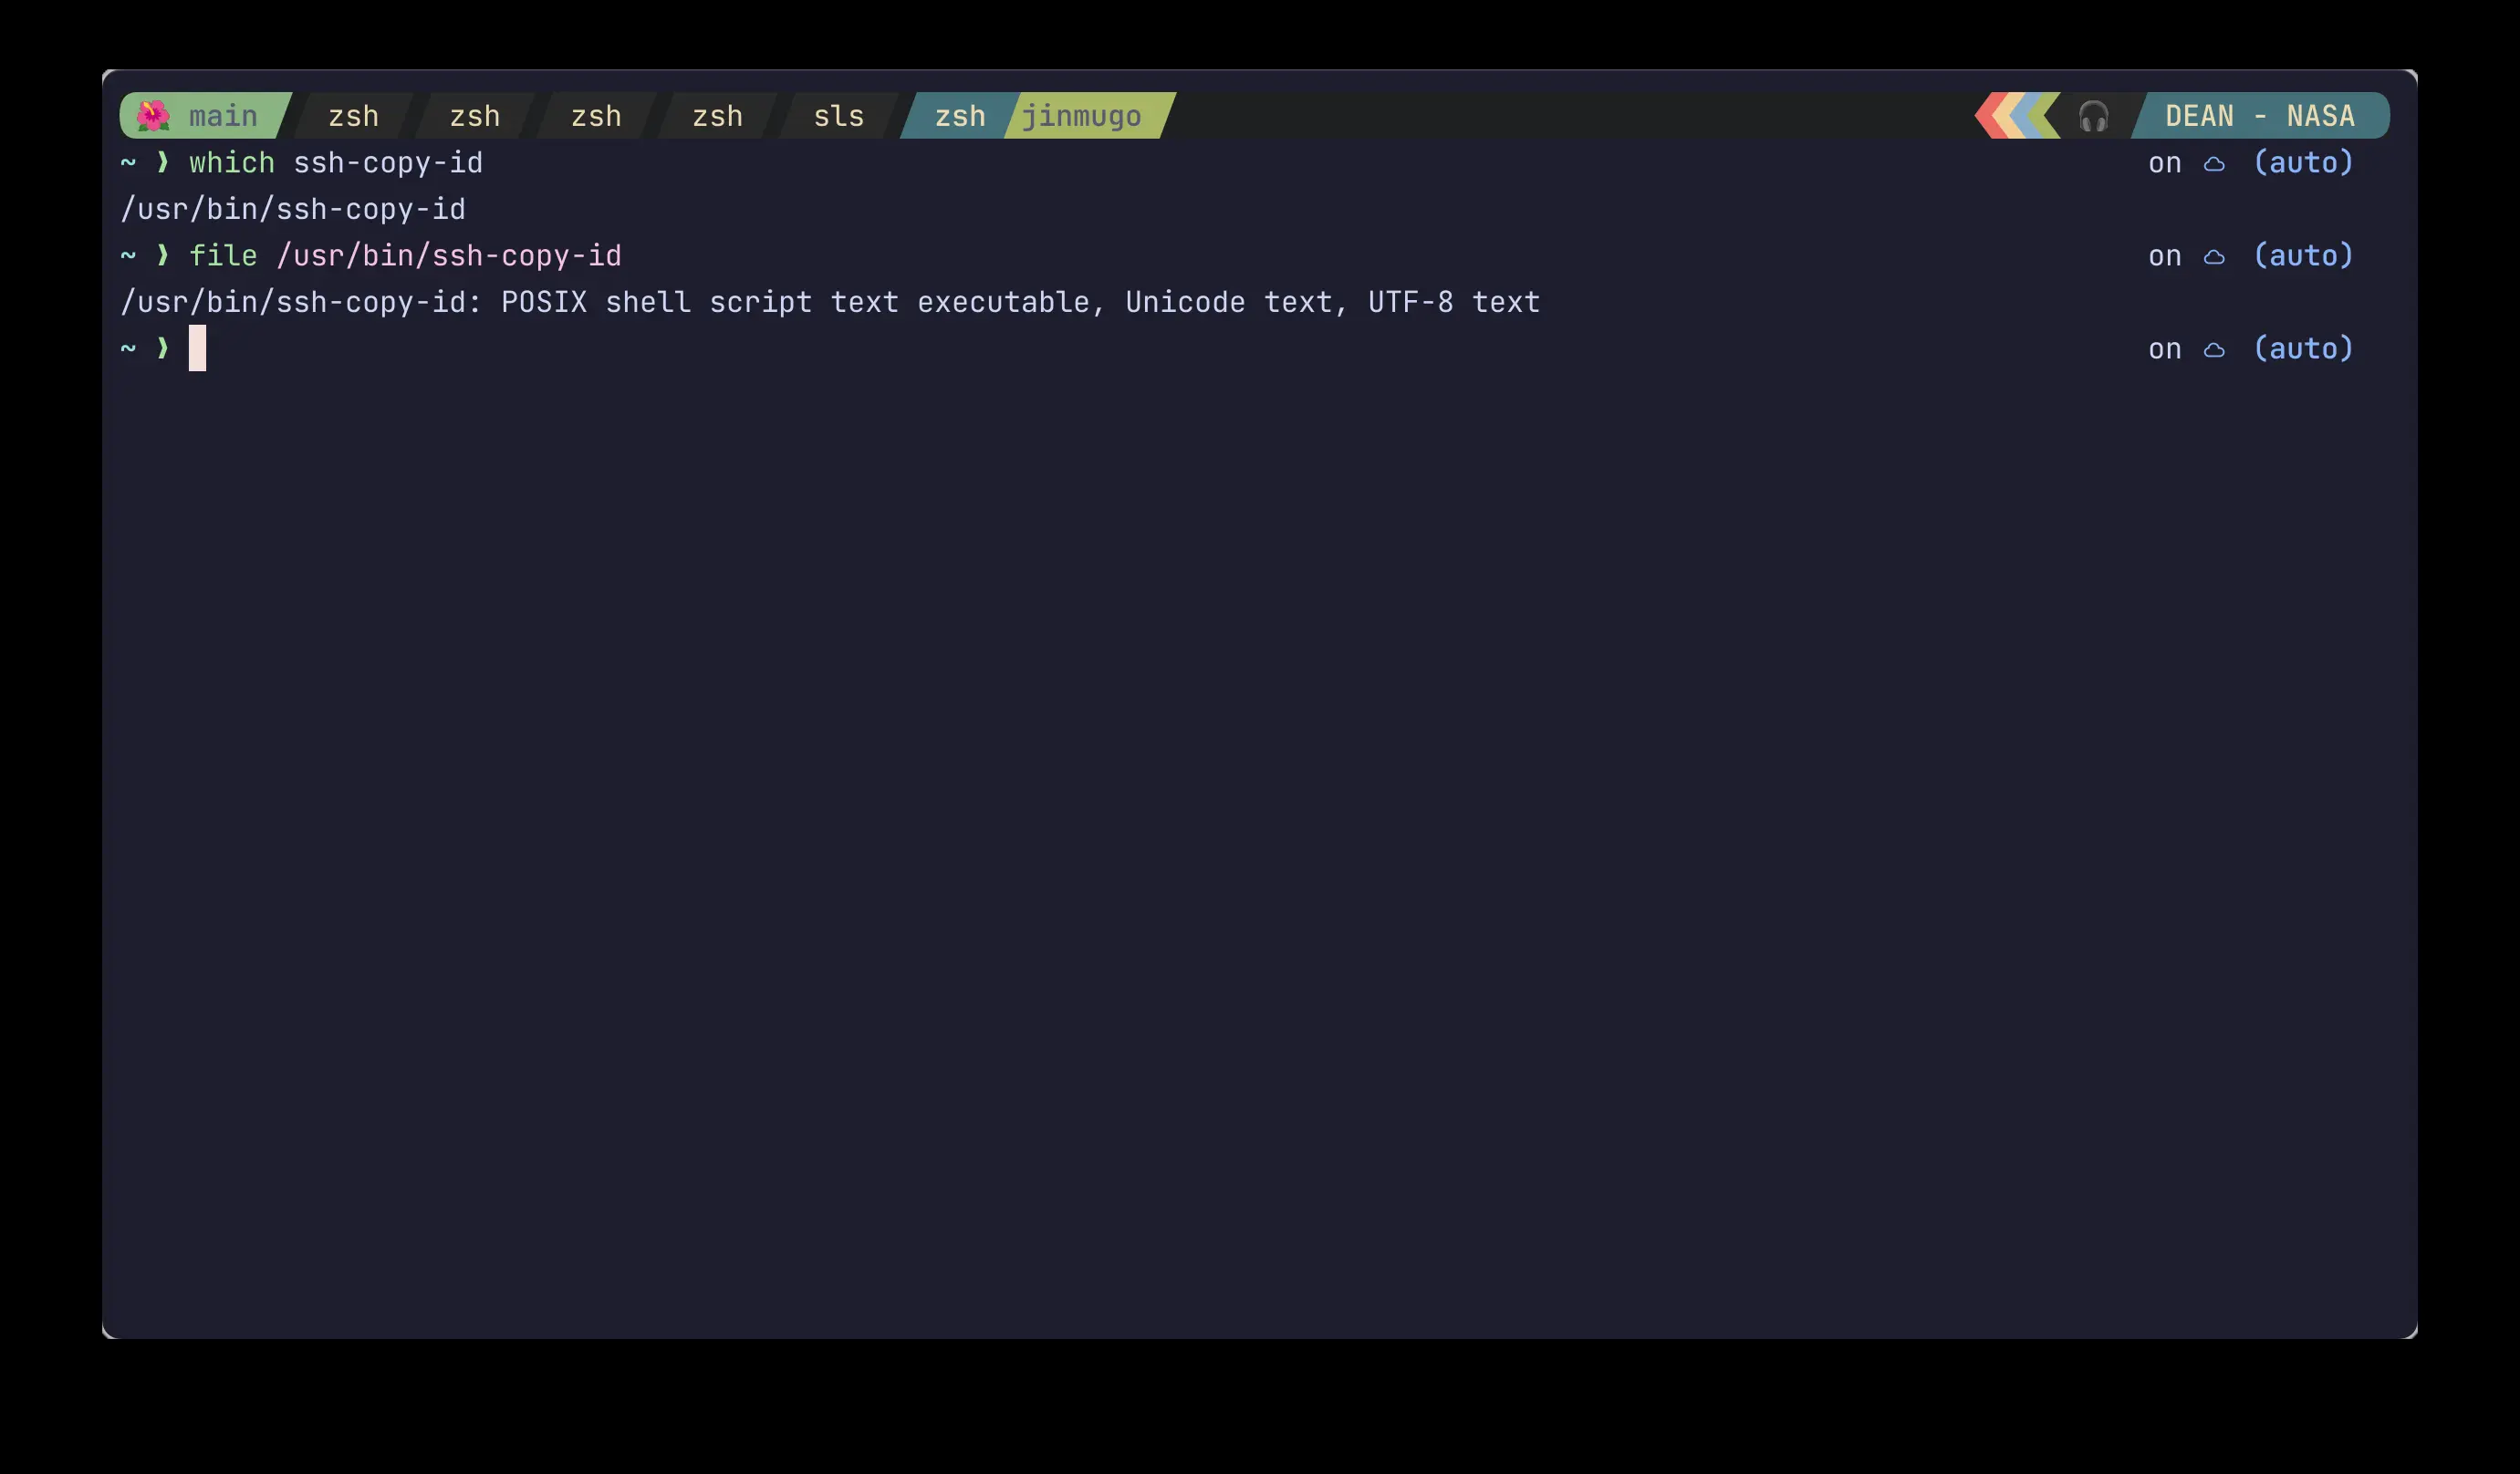 main zsh zsh zsh zsh sls zsh jinmugo DEAN - NASA
~ ❯ which ssh-copy-id on (auto)
/usr/bin/ssh-copy-id
~ ❯ file /usr/bin/ssh-copy-id on (auto)
/usr/bin/ssh-copy-id: POSIX shell script text executable, Unicode text, UTF-8 text
~ ❯ on (auto)